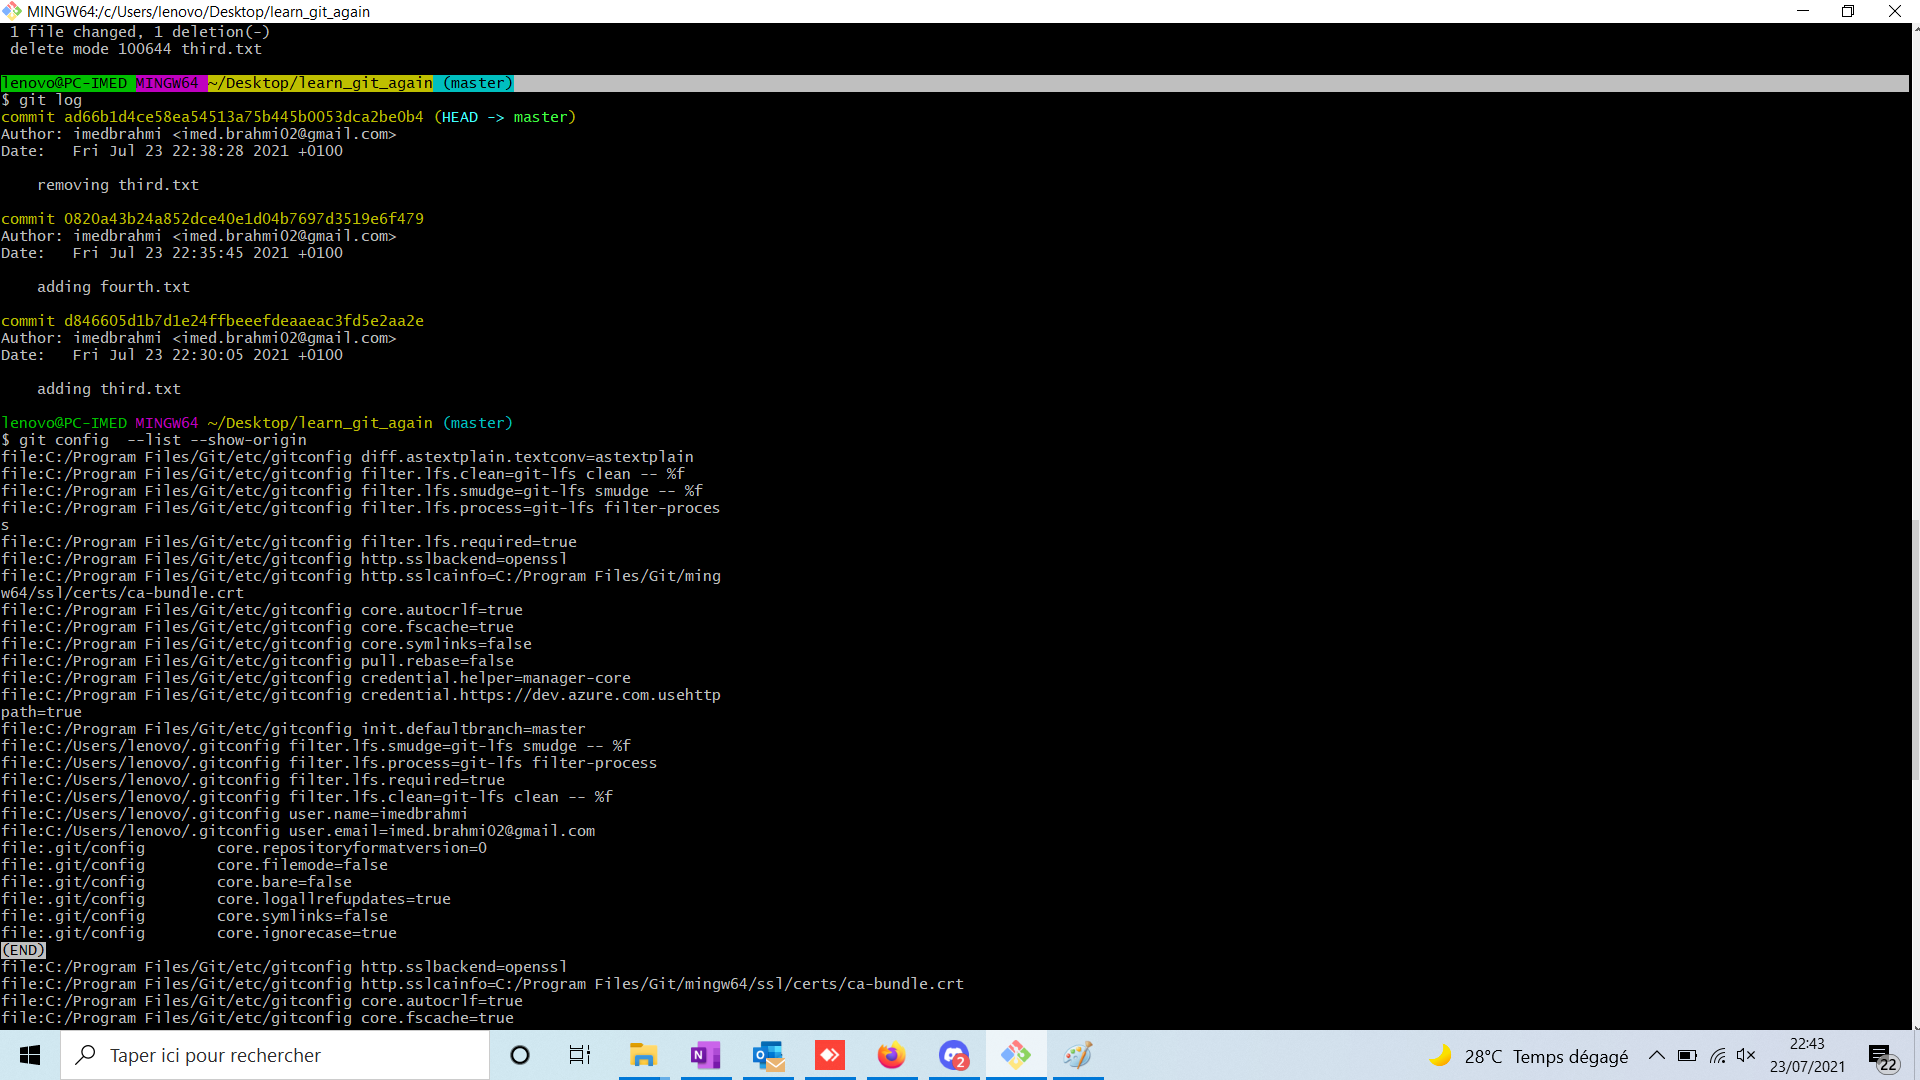 MINGW64:/c/Users/lenovo/Desktop/learn_git_again
1 file changed, 1 deletion(-)
delete mode 100644 third.txt
lenovo@PC-IMED MINGW64 ~/Desktop/learn_git_again (master)
$ git log
commit ad66b1d4ce58ea54513a75b445b0053dca2be0b4 (HEAD -> master)
Author: imedbrahmi <imed.brahmi02@gmail.com>
Date:   Fri Jul 23 22:38:28 2021 +0100
removing third.txt
commit 0820a43b24a852dce40e1d04b7697d3519e6f479
Author: imedbrahmi <imed.brahmi02@gmail.com>
Date:   Fri Jul 23 22:35:45 2021 +0100
adding fourth.txt
commit d846605d1b7d1e24ffbeeefdeaaeac3fd5e2aa2e
Author: imedbrahmi <imed.brahmi02@gmail.com>
Date:   Fri Jul 23 22:30:05 2021 +0100
adding third.txt
lenovo@PC-IMED MINGW64 ~/Desktop/learn_git_again (master)
$ git config  --list --show-origin
file:C:/Program Files/Git/etc/gitconfig diff.astextplain.textconv=astextplain
file:C:/Program Files/Git/etc/gitconfig filter.lfs.clean=git-lfs clean -- %f
file:C:/Program Files/Git/etc/gitconfig filter.lfs.smudge=git-lfs smudge -- %f
file:C:/Program Files/Git/etc/gitconfig filter.lfs.process=git-lfs filter-proces
s
file:C:/Program Files/Git/etc/gitconfig filter.lfs.required=true
file:C:/Program Files/Git/etc/gitconfig http.sslbackend=openssl
file:C:/Program Files/Git/etc/gitconfig http.sslcainfo=C:/Program Files/Git/ming
w64/ssl/certs/ca-bundle.crt
file:C:/Program Files/Git/etc/gitconfig core.autocrlf=true
file:C:/Program Files/Git/etc/gitconfig core.fscache=true
file:C:/Program Files/Git/etc/gitconfig core.symlinks=false
file:C:/Program Files/Git/etc/gitconfig pull.rebase=false
file:C:/Program Files/Git/etc/gitconfig credential.helper=manager-core
file:C:/Program Files/Git/etc/gitconfig credential.https://dev.azure.com.usehttp
path=true
file:C:/Program Files/Git/etc/gitconfig init.defaultbranch=master
file:C:/Users/lenovo/.gitconfig filter.lfs.smudge=git-lfs smudge -- %f
file:C:/Users/lenovo/.gitconfig filter.lfs.process=git-lfs filter-process
file:C:/Users/lenovo/.gitconfig filter.lfs.required=true
file:C:/Users/lenovo/.gitconfig filter.lfs.clean=git-lfs clean -- %f
file:C:/Users/lenovo/.gitconfig user.name=imedbrahmi
file:C:/Users/lenovo/.gitconfig user.email=imed.brahmi02@gmail.com
file:.git/config        core.repositoryformatversion=0
file:.git/config        core.filemode=false
file:.git/config        core.bare=false
file:.git/config        core.logallrefupdates=true
file:.git/config        core.symlinks=false
file:.git/config        core.ignorecase=true
(END)
file:C:/Program Files/Git/etc/gitconfig http.sslbackend=openssl
file:C:/Program Files/Git/etc/gitconfig http.sslcainfo=C:/Program Files/Git/mingw64/ssl/certs/ca-bundle.crt
file:C:/Program Files/Git/etc/gitconfig core.autocrlf=true
file:C:/Program Files/Git/etc/gitconfig core.fscache=true
Taper ici pour rechercher
2
28°C Temps dégagé
22:43
23/07/2021
22